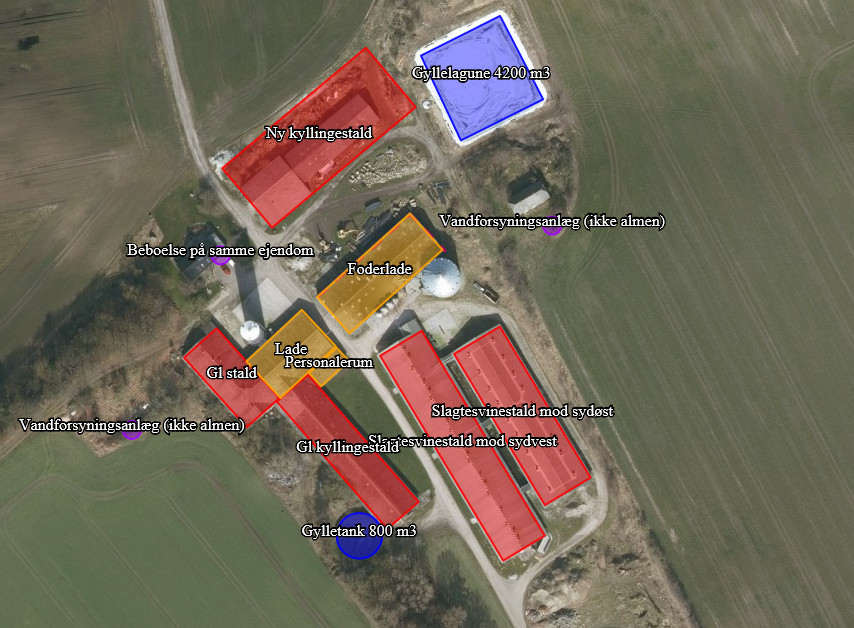 Gyllelagune 4200 m3
Ny kyllingestald
Vandforsyningsanlæg (ikke almen)
Beboelse på samme ejendom
Foderlade
Lade
Personalerum
Gl stald
Slagtesvinestald mod sydøst
Vandforsyningsanlæg (ikke almen)
Slagtesvinestald mod sydvest
Gl kyllingestald
Gylletank 800 m3